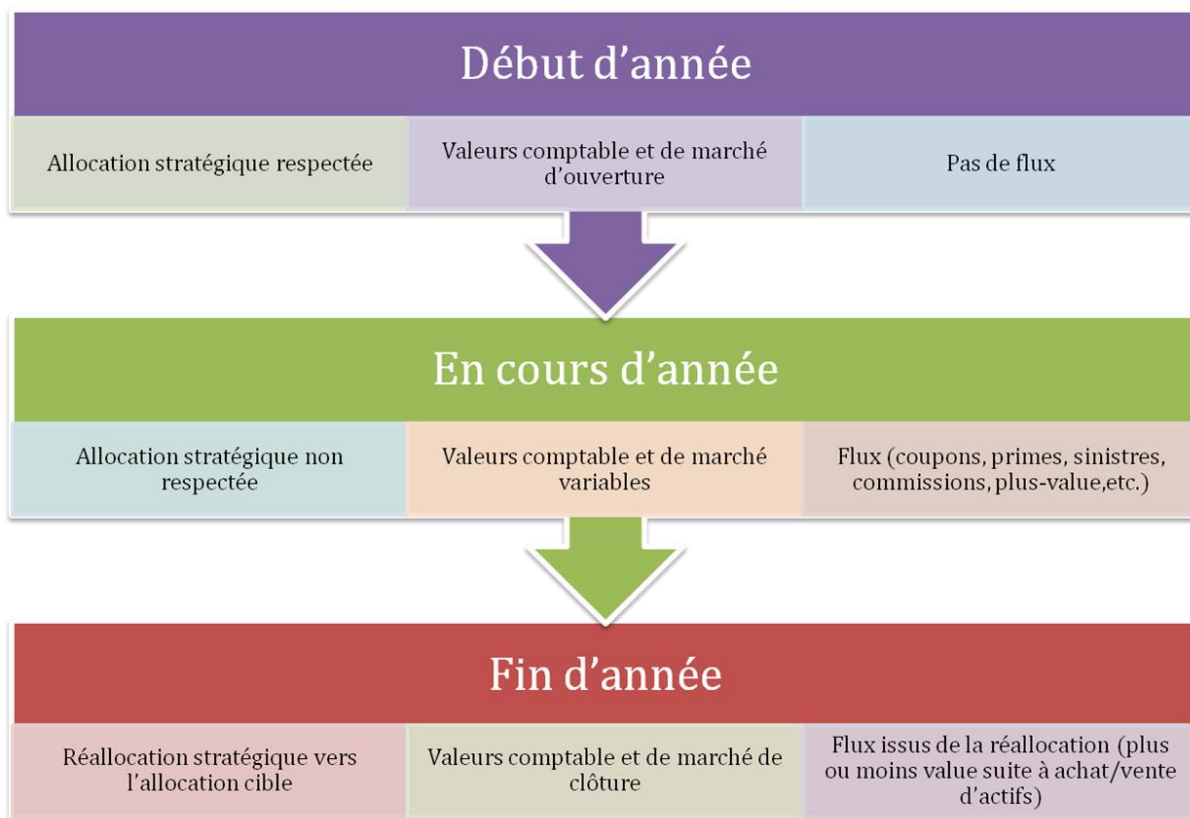 Début d'année
Allocation stratégique respectée
Valeurs comptable et de marché
d'ouverture
Pas de flux
En cours d'année
Allocation stratégique non
respectée
Valeurs comptable et de marché
variables
Flux (coupons, primes, sinistres,
commissions, plus-value,etc.)
Fin d'année
Réallocation stratégique vers
l'allocation cible
Valeurs comptable et de marché de
clôture
Flux issus de la réallocation (plus
ou moins value suite à achat/vente
d'actifs)